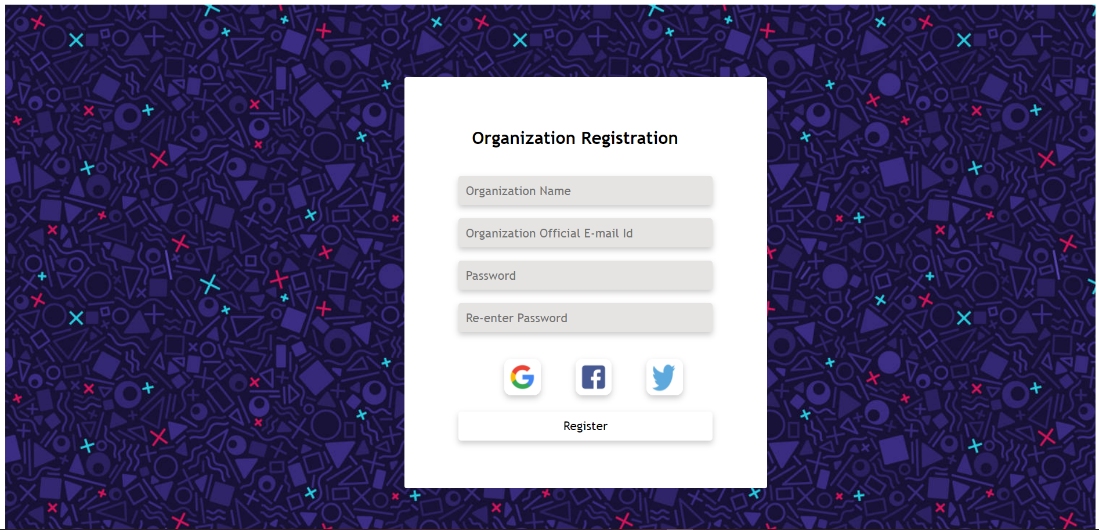 Organization Registration
Organization Name
Organization Official E-mail Id
Password
Re-enter Password
Register